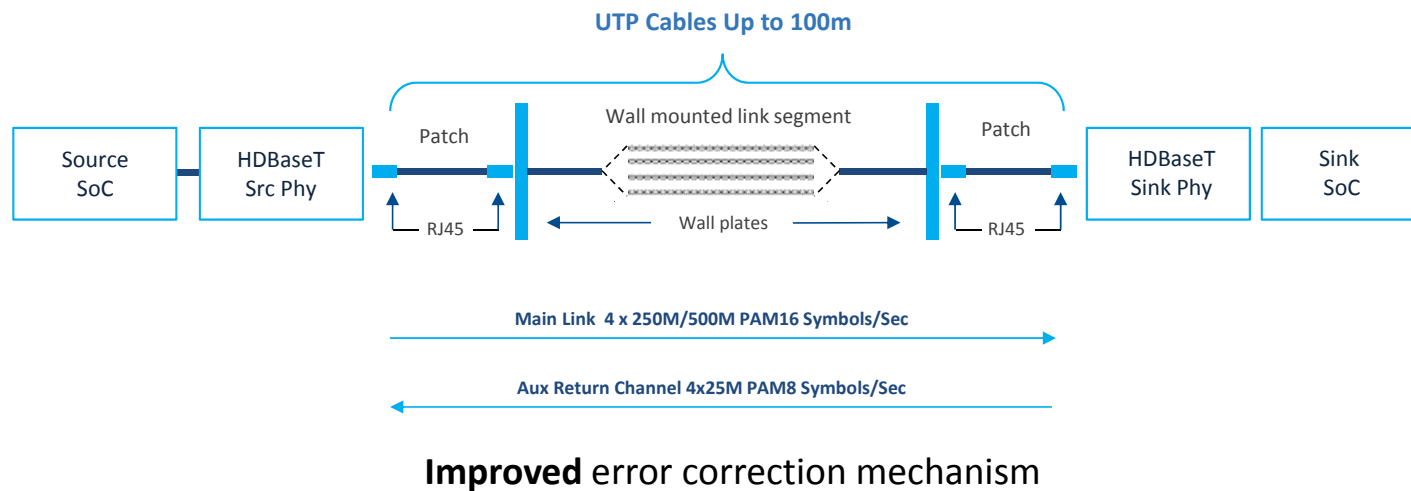 UTP Cables Up to 100m
Patch
Wall mounted link segment
Patch
Source
SoC
HDBaseT
Src Phy
HDBaseT
Sink Phy
Sink
SoC
RJ45
Wall plates
RJ45
Main Link 4 x 250M/500M PAM16 Symbols/Sec
Aux Return Channel 4x25M PAM8 Symbols/Sec
Improved error correction mechanism